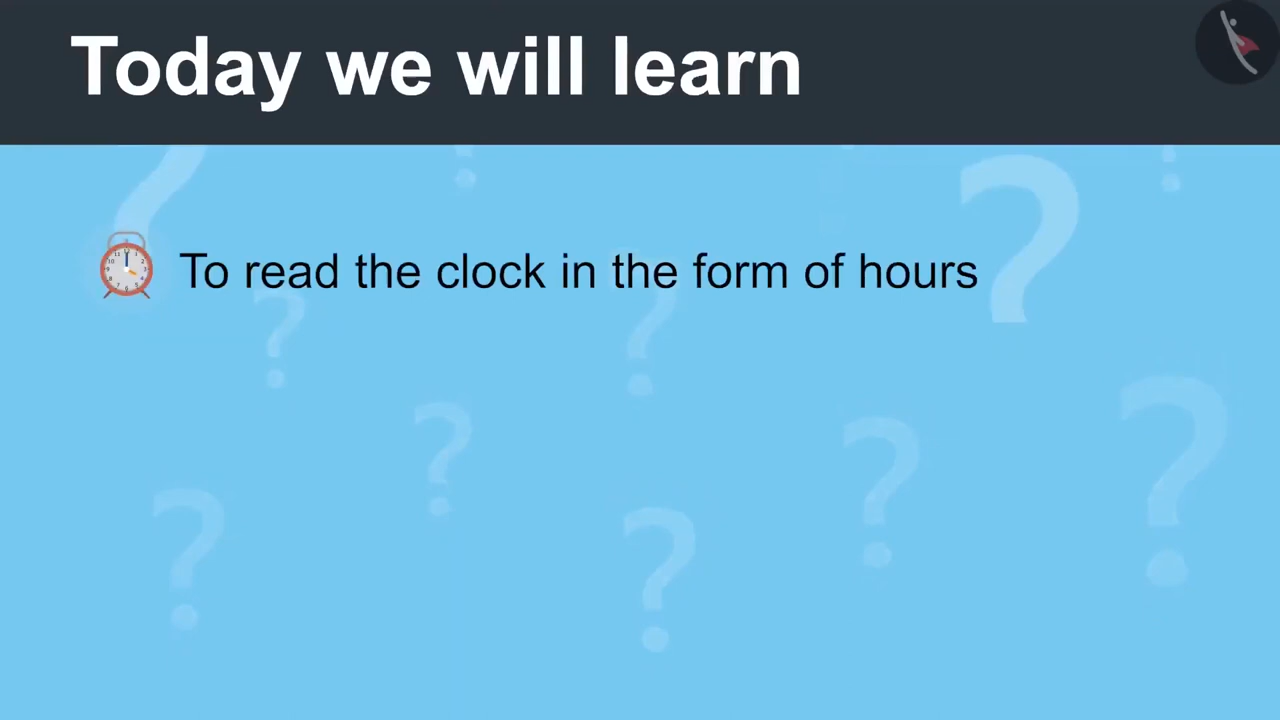 Today we will learn
To read the clock in the form of hours